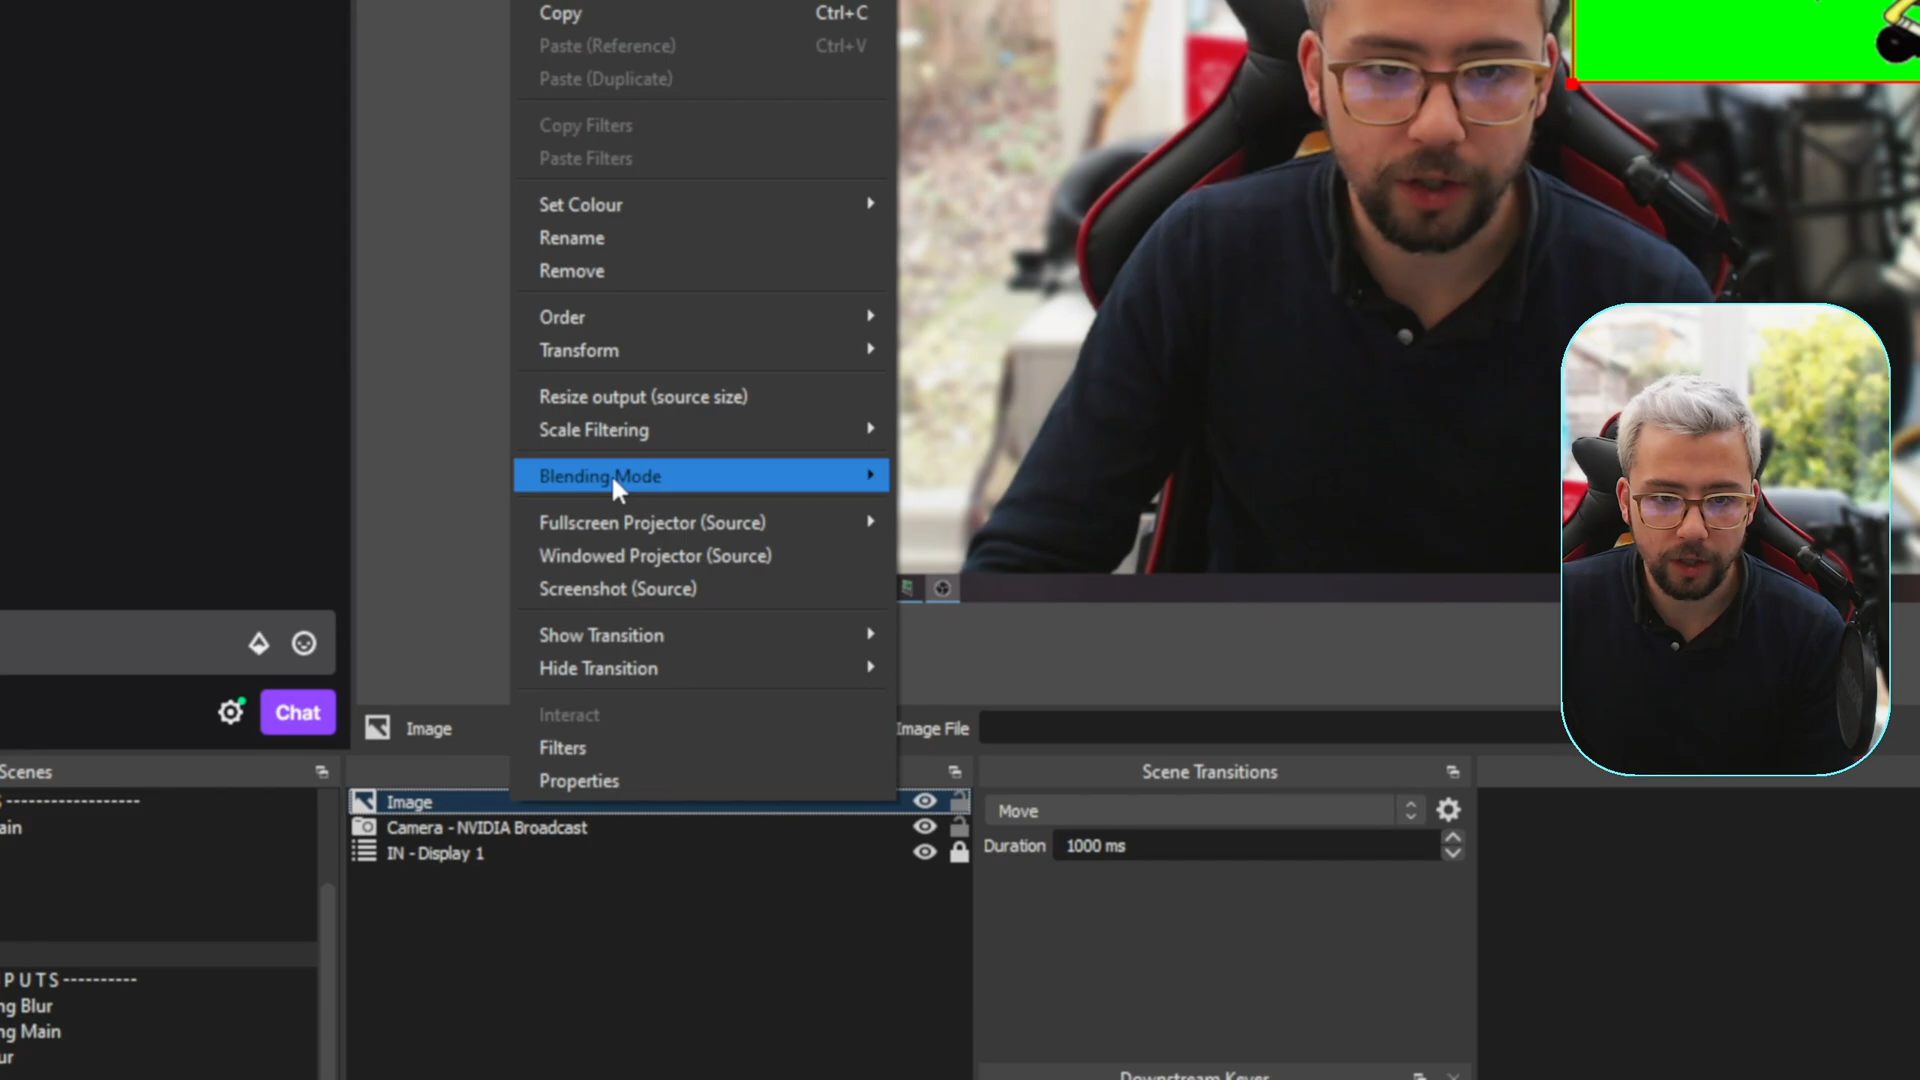 Copy Ctrl+C
Paste (Reference) Ctrl+V
Paste (Duplicate)
Copy Filters
Paste Filters
Set Colour
Rename
Remove
Order
Transform
Resize output (source size)
Scale Filtering
Blending Mode
Fullscreen Projector (Source)
Windowed Projector (Source)
Screenshot (Source)
Show Transition
Hide Transition
Interact
Filters
Properties
Chat
Image
Image File
Scenes
S -----------------
ain
P U T S ----------
ng Blur
ng Main
ur
Image
Camera - NVIDIA Broadcast
IN - Display 1
Scene Transitions
Move
Duration 1000 ms
Downstream Keyer